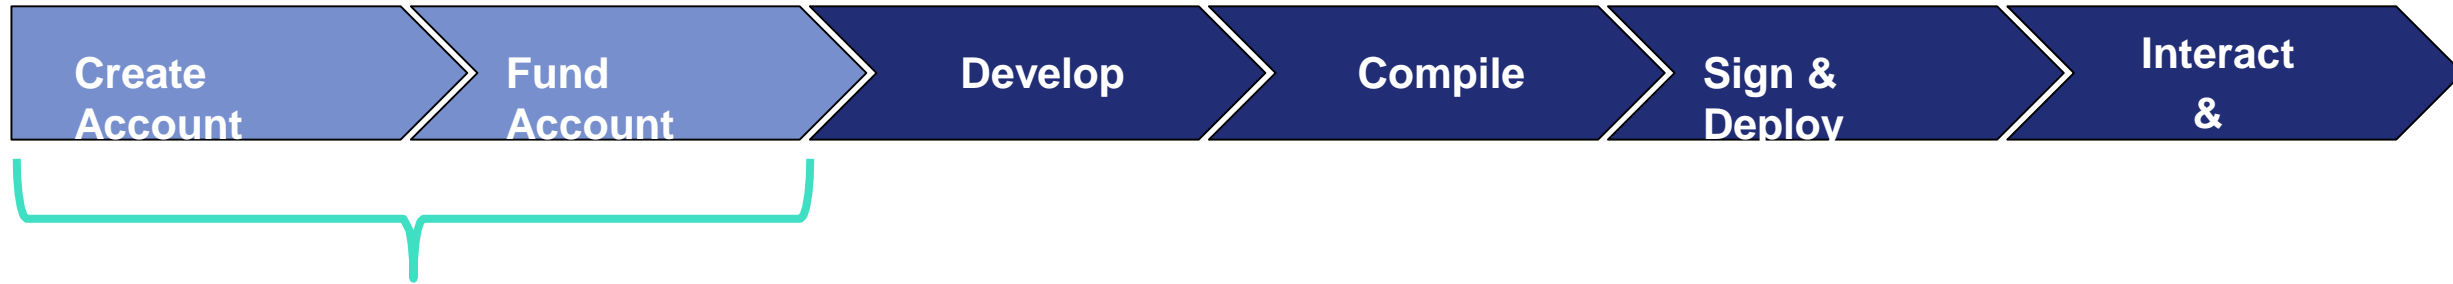 Create
Account
Fund
Account
Develop
Compile
Sign &
Deploy
Interact
&